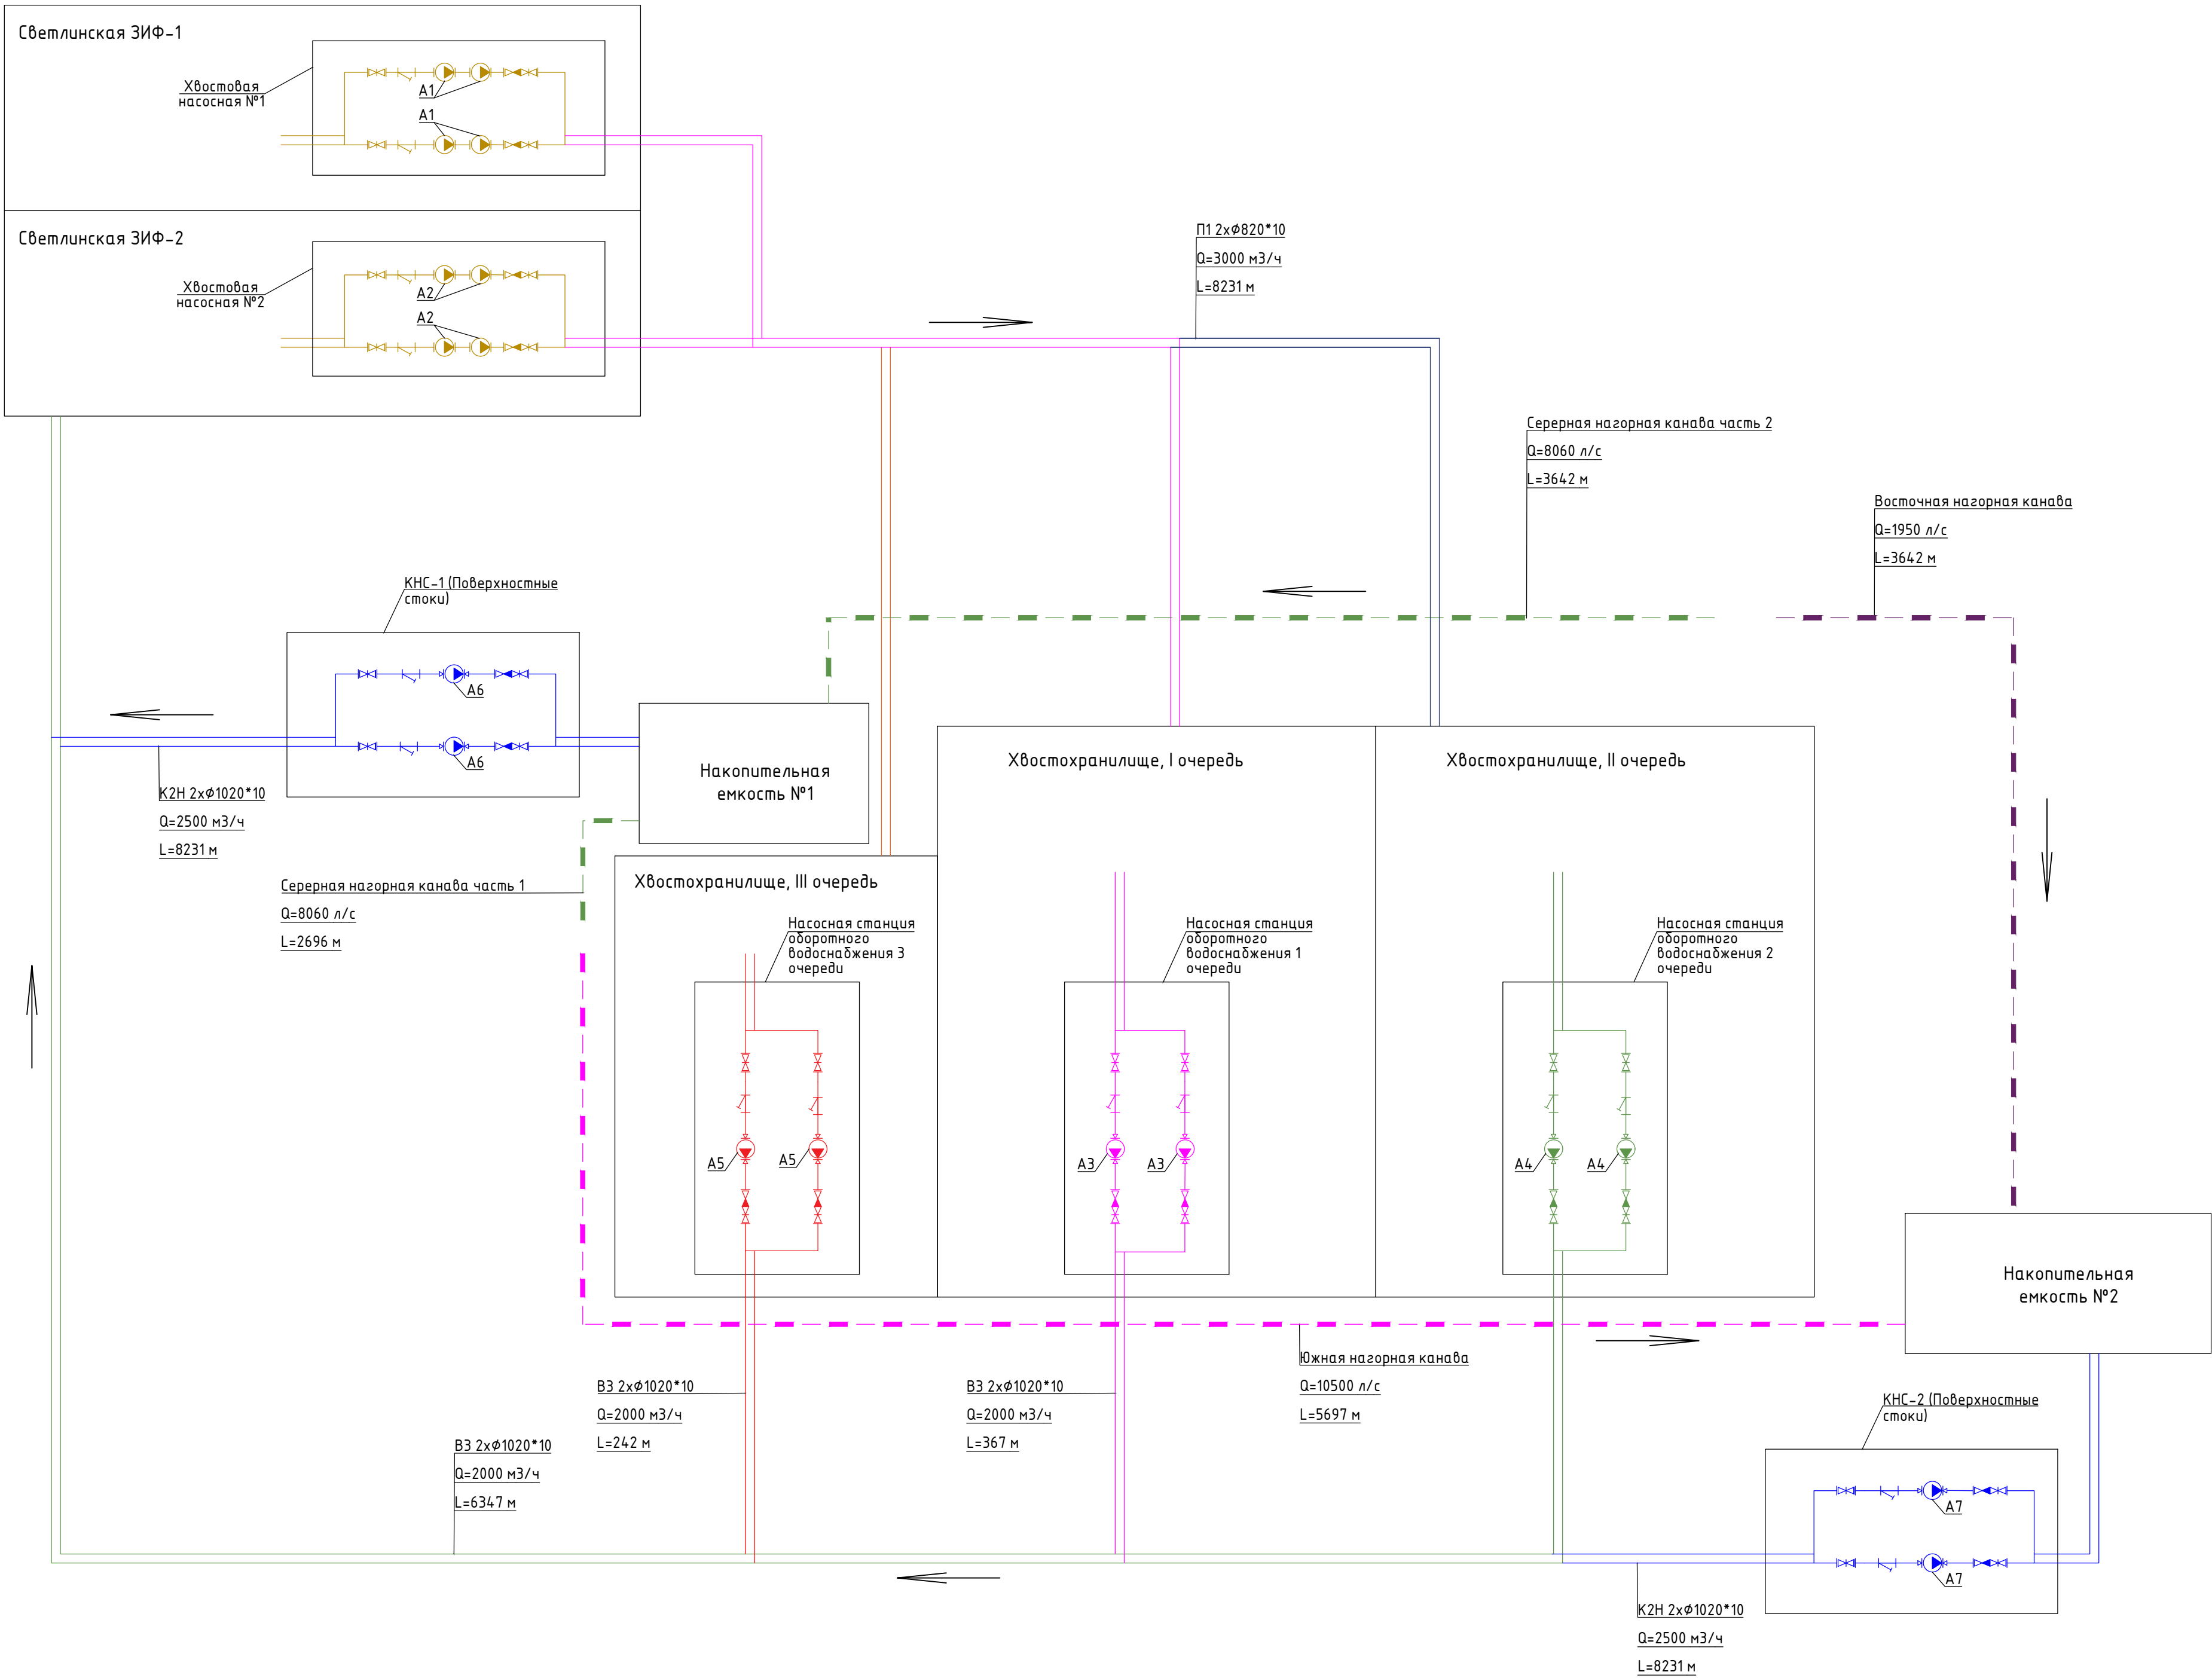 Светлинская ЗИФ-1
Хвостовая
насосная №1
А1
А1
Светлинская ЗИФ-2
Хвостовая
насосная №2
А2
А2
П1 2xφ820*10
Q=3000 м3/ч
L=8231 м
Серерная нагорная канава часть 2
Q=8060 л/с
L=3642 м
Восточная нагорная канава
Q=1950 л/с
L=3642 м
КНС-1 (Поверхностные
стоки)
А6
А6
К2Н 2xφ1020*10
Q=2500 м3/ч
L=8231 м
Накопительная
емкость №1
Хвостохранилище, I очередь
Хвостохранилище, II очередь
Серерная нагорная канава часть 1
Q=8060 л/с
L=2696 м
Хвостохранилище, III очередь
Насосная станция
оборотного
водоснабжения 3
очереди
А5
А5
Насосная станция
оборотного
водоснабжения 1
очереди
А3
А3
Насосная станция
оборотного
водоснабжения 2
очереди
А4
А4
Накопительная
емкость №2
Южная нагорная канава
Q=10500 л/с
L=5697 м
В3 2xφ1020*10
Q=2000 м3/ч
L=242 м
В3 2xφ1020*10
Q=2000 м3/ч
L=367 м
В3 2xφ1020*10
Q=2000 м3/ч
L=6347 м
КНС-2 (Поверхностные
стоки)
А7
А7
К2Н 2xφ1020*10
Q=2500 м3/ч
L=8231 м